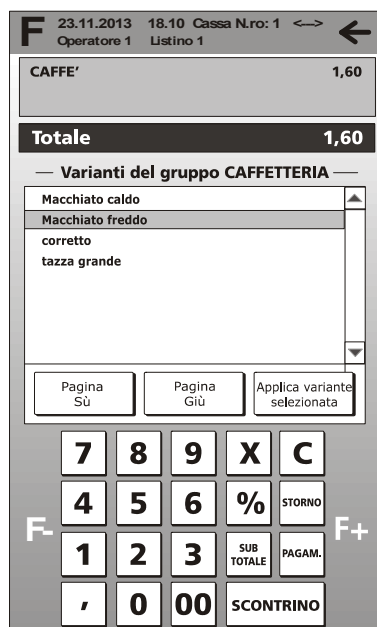 F 23.11.2013 18.10 Cassa N.ro: 1 <-->
Operatore 1 Listino 1
CAFFE' 1,60
Totale 1,60
Varianti del gruppo CAFFETTERIA
Macchiato caldo
Macchiato freddo
corretto
tazza grande
Pagina Sù
Pagina Giù
Applica variante selezionata
7 8 9 X C
4 5 6 % STORNO
F- F+
1 2 3 SUB TOTALE PAGAM.
, 0 00 SCONTRINO